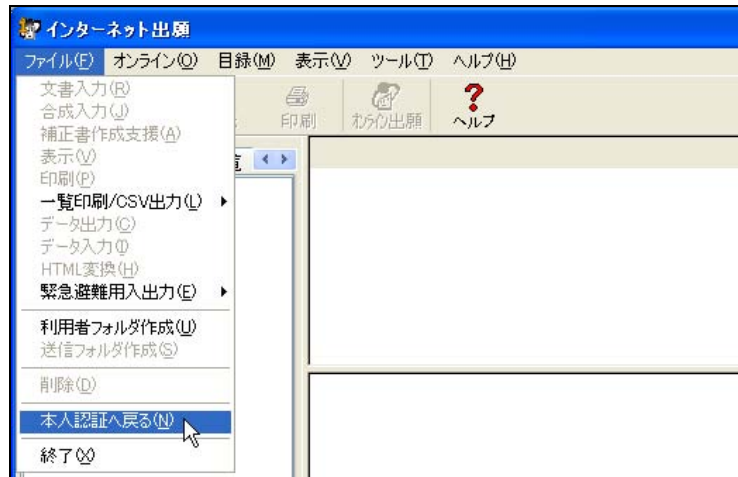 インターネット出願
ファイル(F) オンライン(O) 目録(M) 表示(V) ツール(T) ヘルプ(H)
文書入力(R)
合成入力(J)
補正書作成支援(A)
表示(V)
印刷(P)
一覧印刷/CSV出力(L)
データ出力(C)
データ入力(I)
HTML変換(H)
緊急避難用入出力(E)
利用者フォルダ作成(U)
送信フォルダ作成(S)
削除(D)
本人認証へ戻る(N)
終了(X)
印刷 オンライン出願 ヘルプ
覧